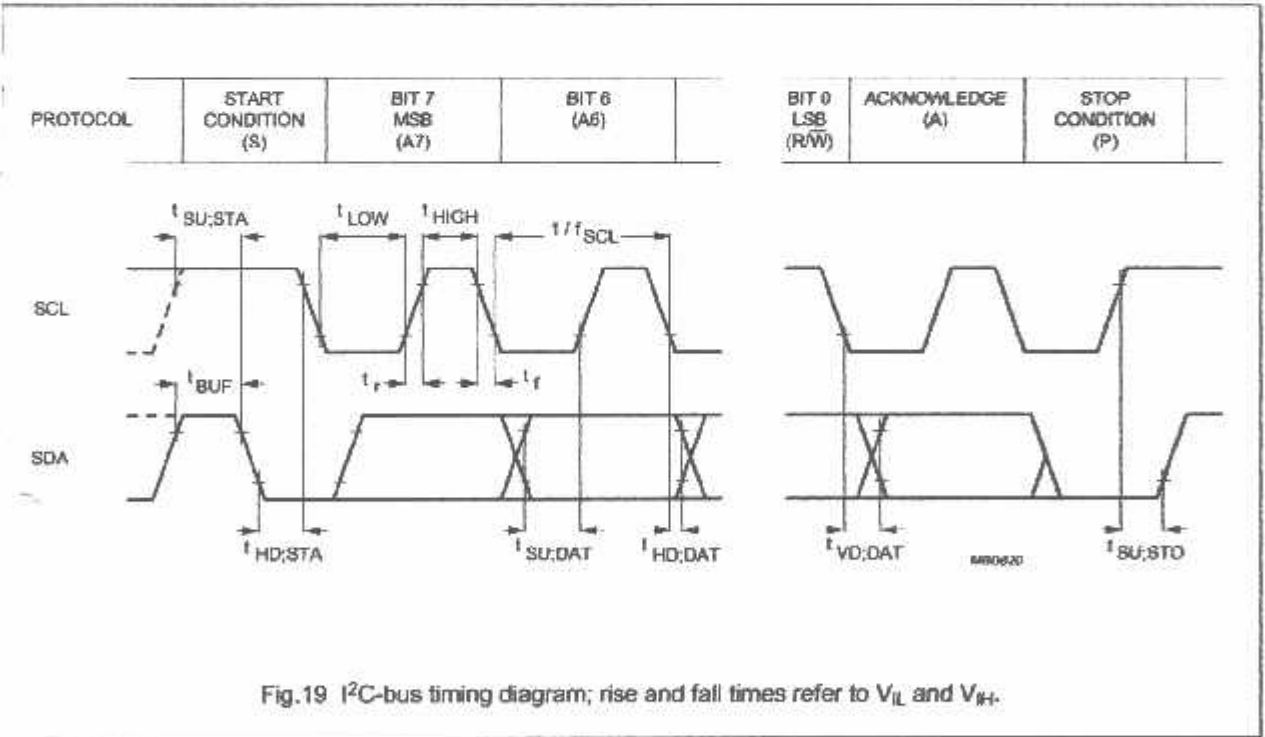 PROTOCOL
START
CONDITION
(S)
BIT 7
MSB
(A7)
BIT 6
(A6)
BIT 0
LSB
(R/W̅)
ACKNOWLEDGE
(A)
STOP
CONDITION
(P)
t SU;STA
t LOW
t HIGH
1 / f SCL
SCL
t BUF
t r
t f
SDA
t HD;STA
t SU;DAT
t HD;DAT
t VD;DAT
t SU;STO
Fig.19 I²C-bus timing diagram; rise and fall times refer to VIL and VIH.